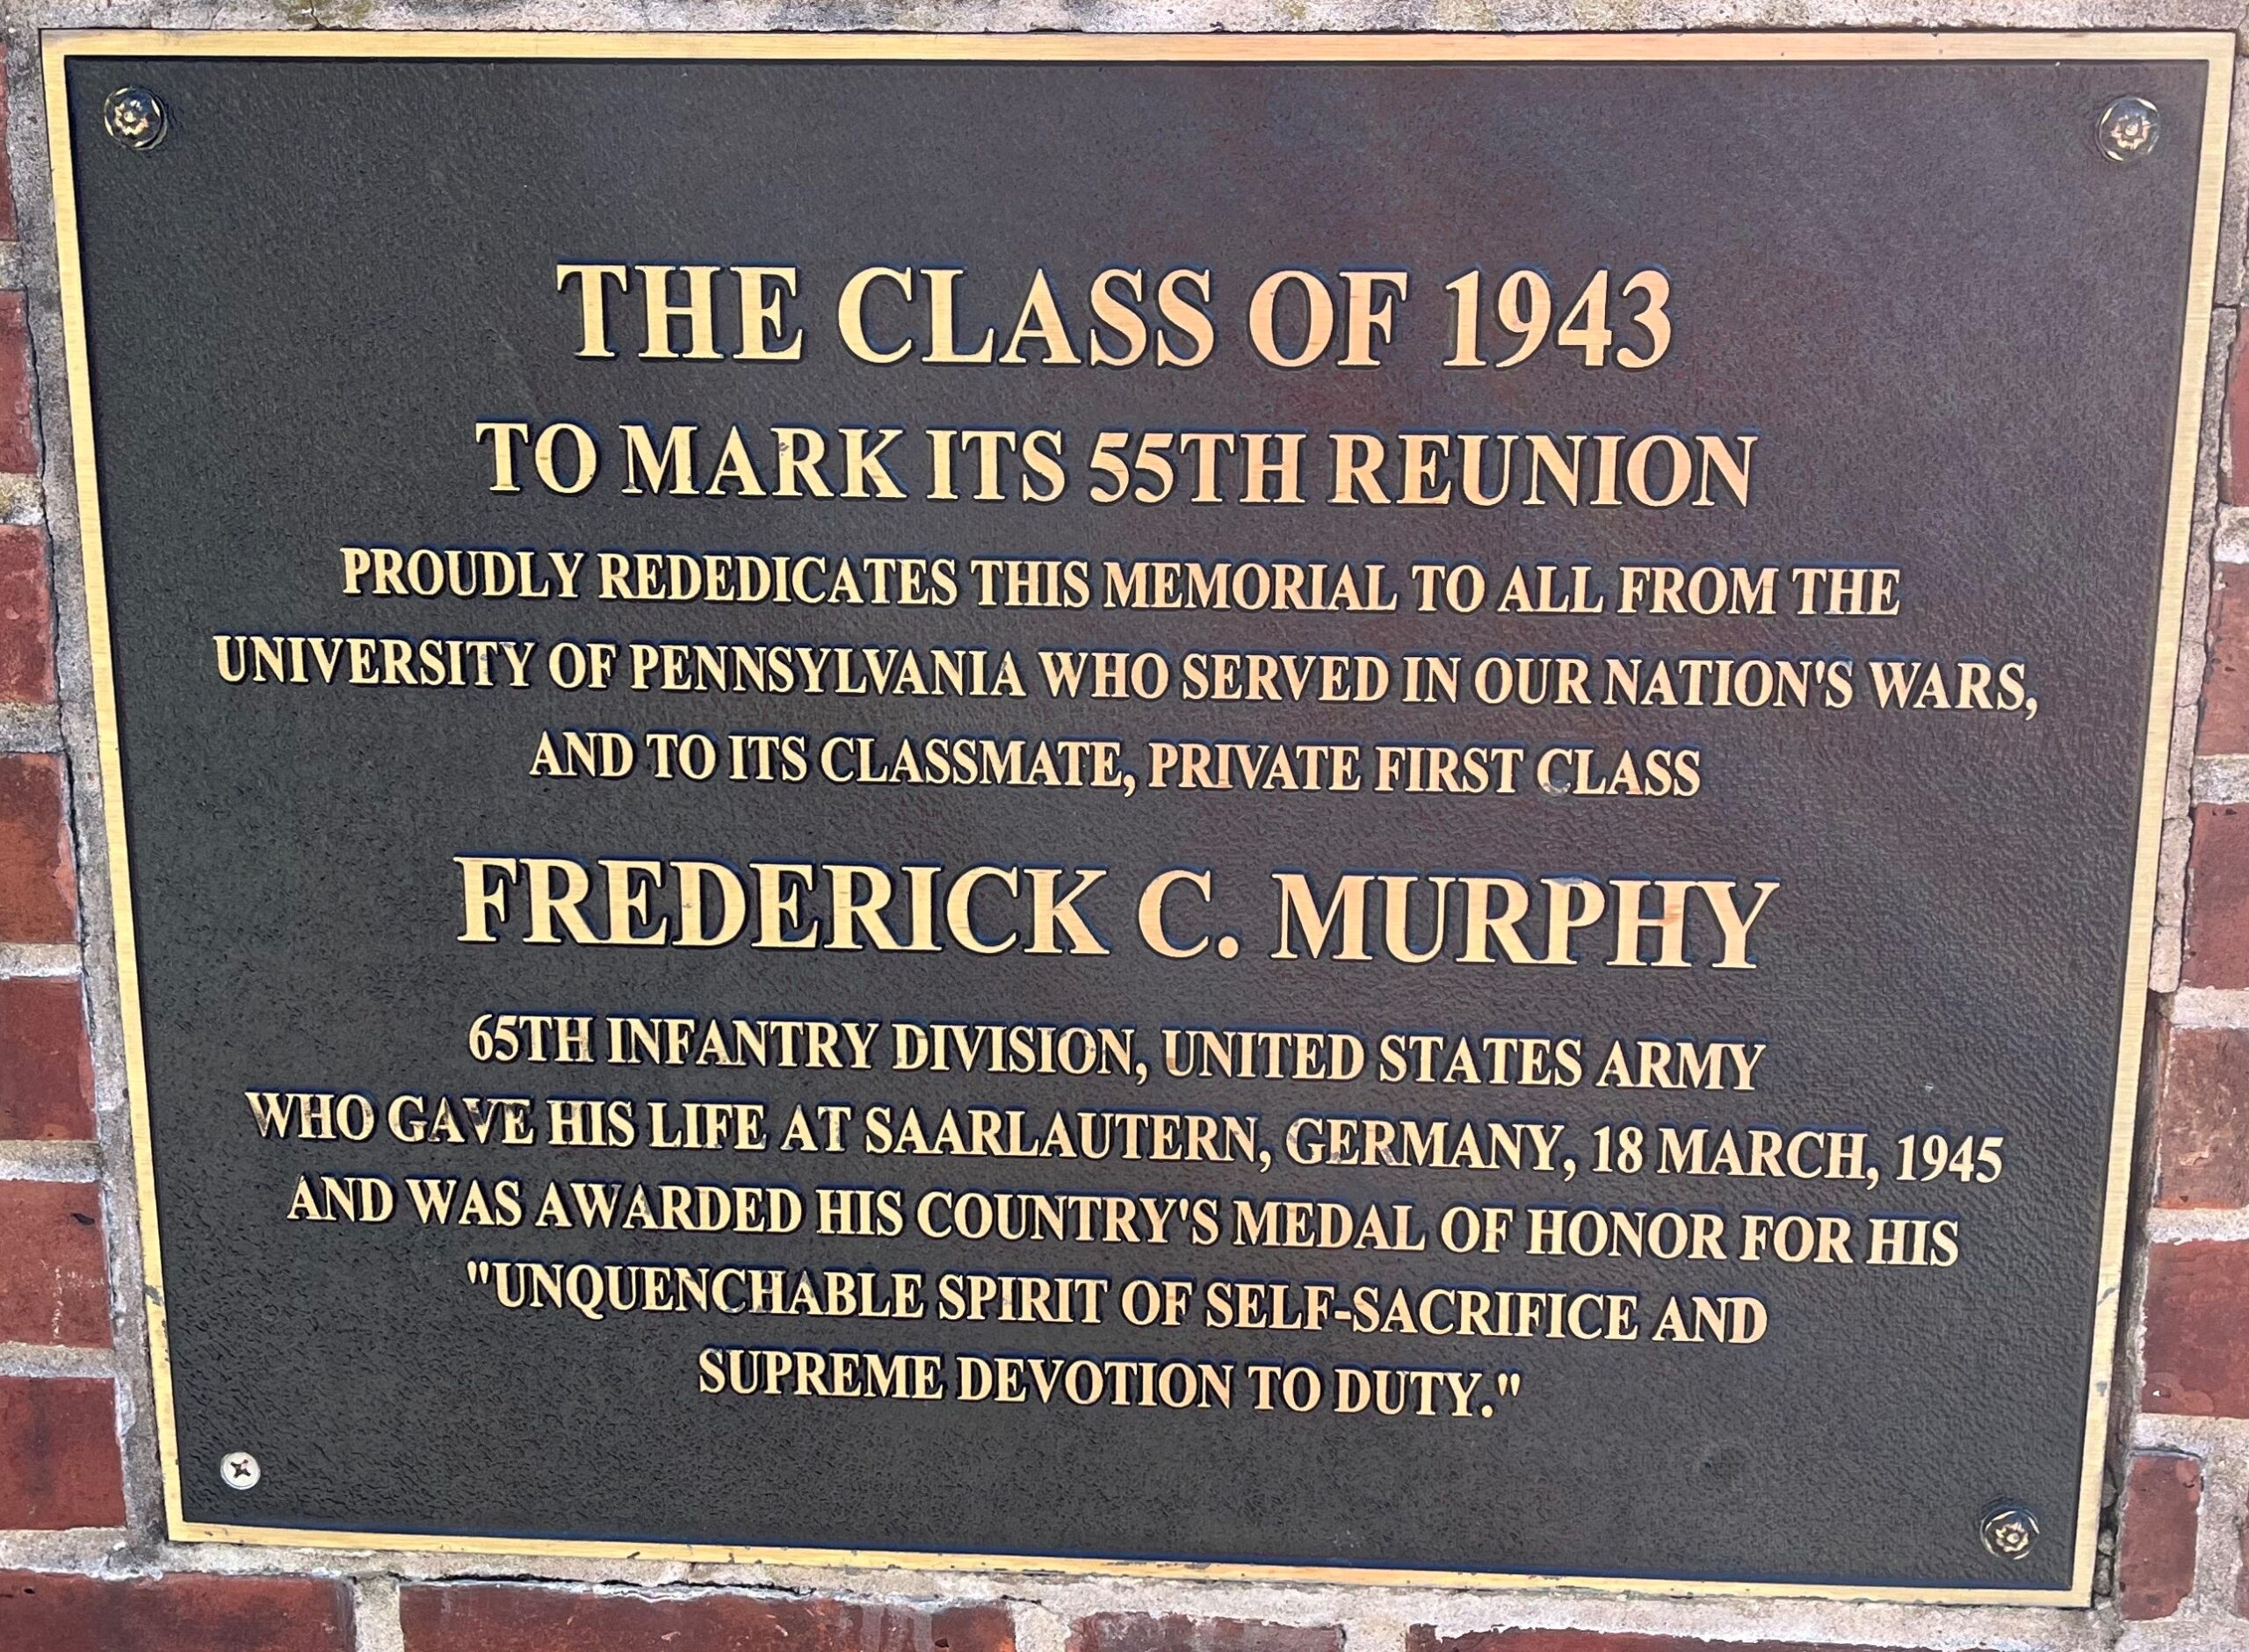 THE CLASS OF 1943
TO MARK ITS 55TH REUNION
PROUDLY REDEDICATES THIS MEMORIAL TO ALL FROM THE
UNIVERSITY OF PENNSYLVANIA WHO SERVED IN OUR NATION'S WARS,
AND TO ITS CLASSMATE, PRIVATE FIRST CLASS
FREDERICK C. MURPHY
65TH INFANTRY DIVISION, UNITED STATES ARMY
WHO GAVE HIS LIFE AT SAARLAUTERN, GERMANY, 18 MARCH, 1945
AND WAS AWARDED HIS COUNTRY'S MEDAL OF HONOR FOR HIS
"UNQUENCHABLE SPIRIT OF SELF-SACRIFICE AND
SUPREME DEVOTION TO DUTY."